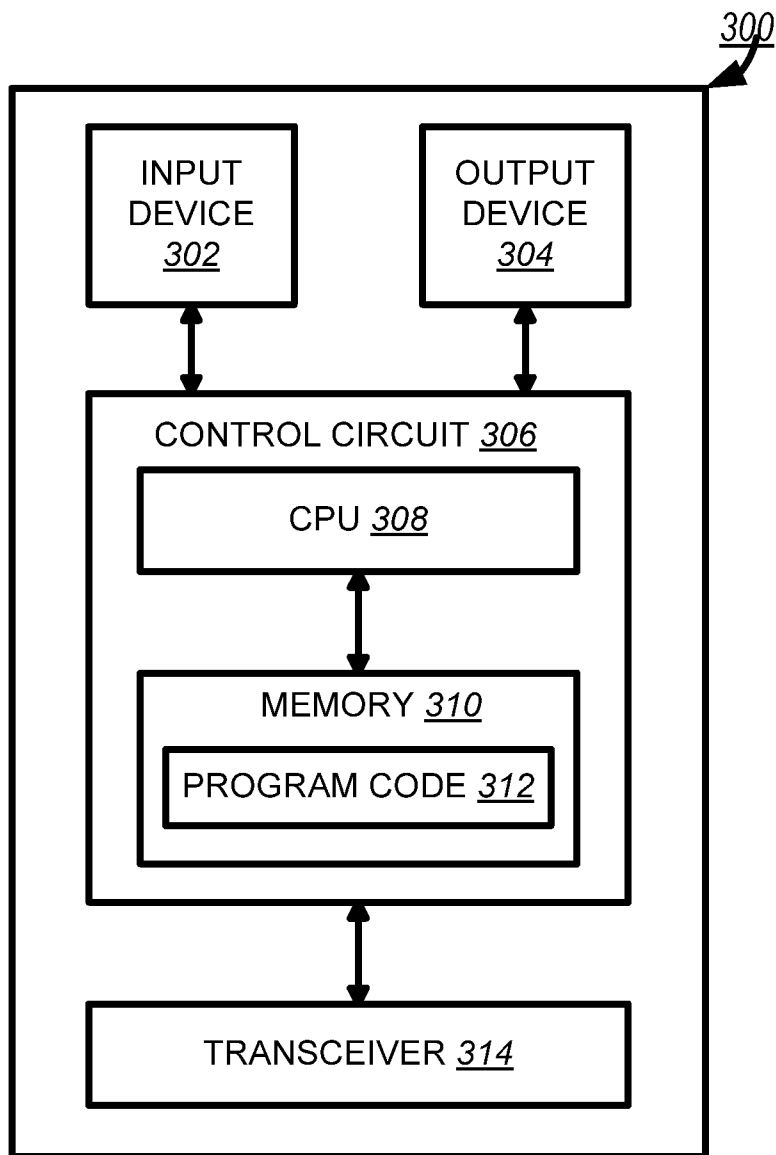 300
INPUT
DEVICE
302
OUTPUT
DEVICE
304
CONTROL CIRCUIT 306
CPU 308
MEMORY 310
PROGRAM CODE 312
TRANSCEIVER 314